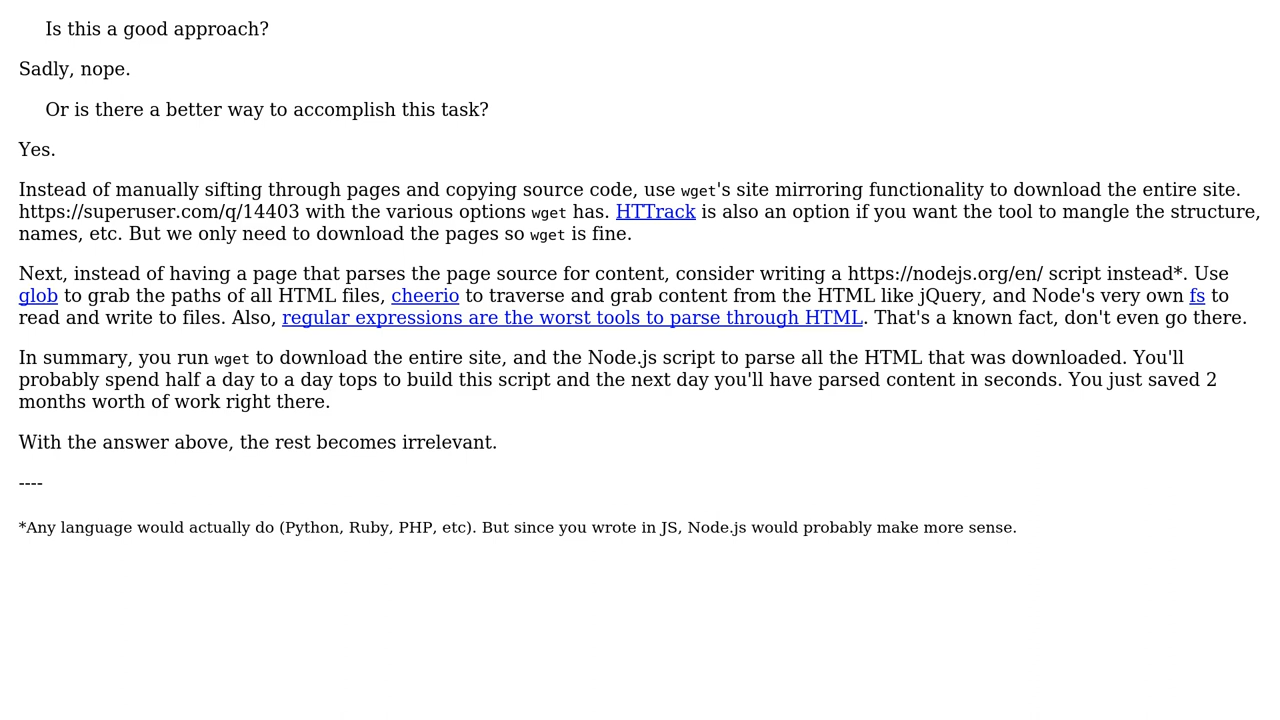 Is this a good approach?
Sadly, nope.
Or is there a better way to accomplish this task?
Yes.
Instead of manually sifting through pages and copying source code, use wget's site mirroring functionality to download the entire site.
https://superuser.com/q/14403 with the various options wget has. HTTrack is also an option if you want the tool to mangle the structure,
names, etc. But we only need to download the pages so wget is fine.
Next, instead of having a page that parses the page source for content, consider writing a https://nodejs.org/en/ script instead*. Use
glob to grab the paths of all HTML files, cheerio to traverse and grab content from the HTML like jQuery, and Node's very own fs to
read and write to files. Also, regular expressions are the worst tools to parse through HTML. That's a known fact, don't even go there.
In summary, you run wget to download the entire site, and the Node.js script to parse all the HTML that was downloaded. You'll
probably spend half a day to a day tops to build this script and the next day you'll have parsed content in seconds. You just saved 2
months worth of work right there.
With the answer above, the rest becomes irrelevant.
----
*Any language would actually do (Python, Ruby, PHP, etc). But since you wrote in JS, Node.js would probably make more sense.